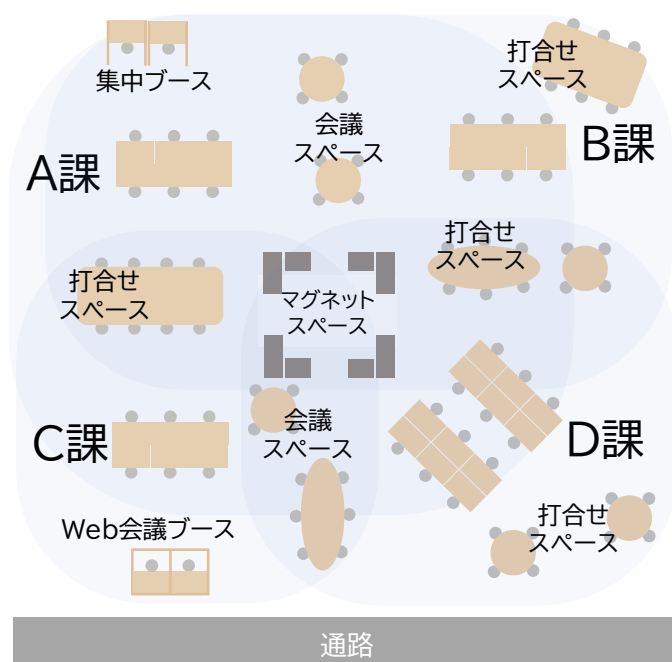 集中ブース
打合せ
スペース
会議
スペース
A課
B課
打合せ
スペース
打合せ
スペース
マグネット
スペース
C課
会議
スペース
D課
Web会議ブース
打合せ
スペース
通路